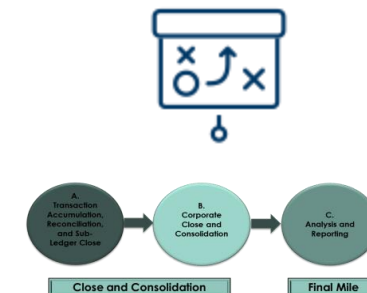 A.
Transaction
Accumulation,
Reconciliation,
and Sub-
Ledger Close
B.
Corporate
Close and
Consolidation
C.
Analysis and
Reporting
Close and Consolidation
Final Mile